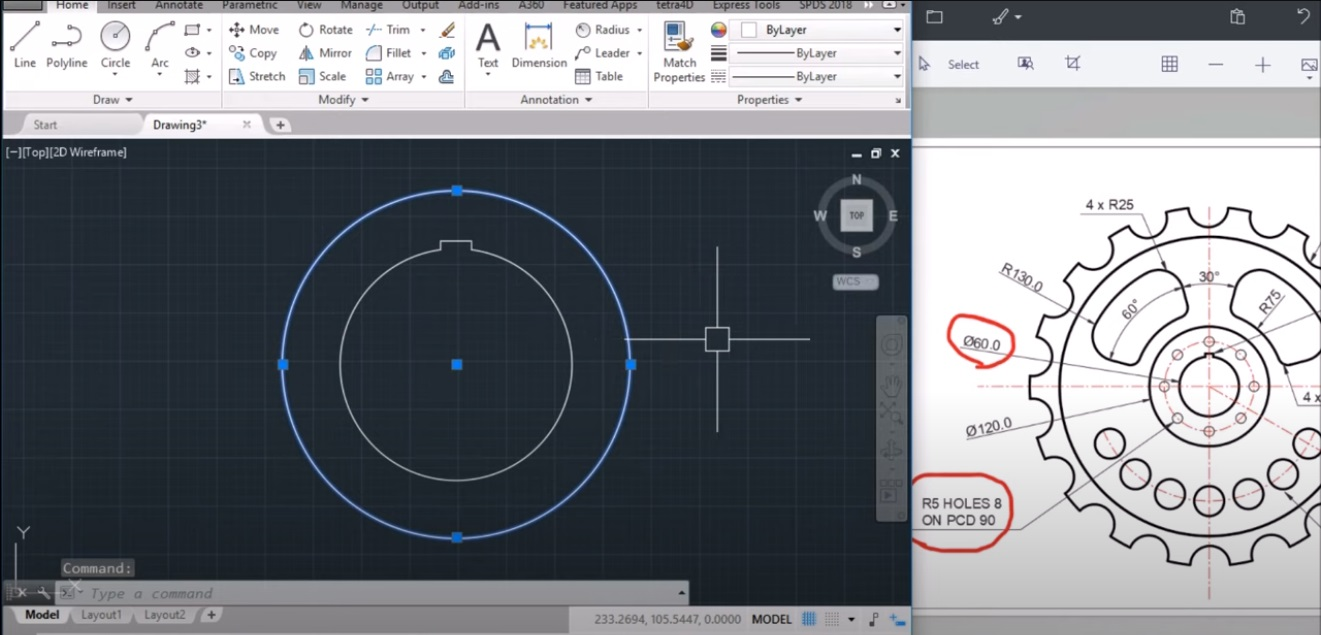 Home Insert Annotate Parametric View Manage Output Add-ins A360 Featured Apps tetra4D Express Tools SPDS 2018
Line Polyline Circle Arc
Move Rotate Trim
Copy Mirror Fillet
Stretch Scale Array
Text Dimension
Radius
Leader
Table
Match Properties
ByLayer
ByLayer
ByLayer
Draw Modify Annotation Properties
Select
Start Drawing3*
[−][Top][2D Wireframe]
N
W TOP E
S
WCS
Y
X
Command:
Type a command
Model Layout1 Layout2
233.2694, 105.5447, 0.0000 MODEL
4 x R25
R130.0
30°
60°
R75
Ø60.0
4 x
Ø120.0
R5 HOLES 8
ON PCD 90